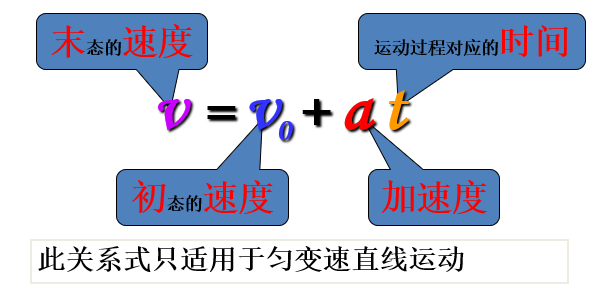 末态的速度
运动过程对应的时间
v = v₀ + a t
初态的速度
加速度
此关系式只适用于匀变速直线运动